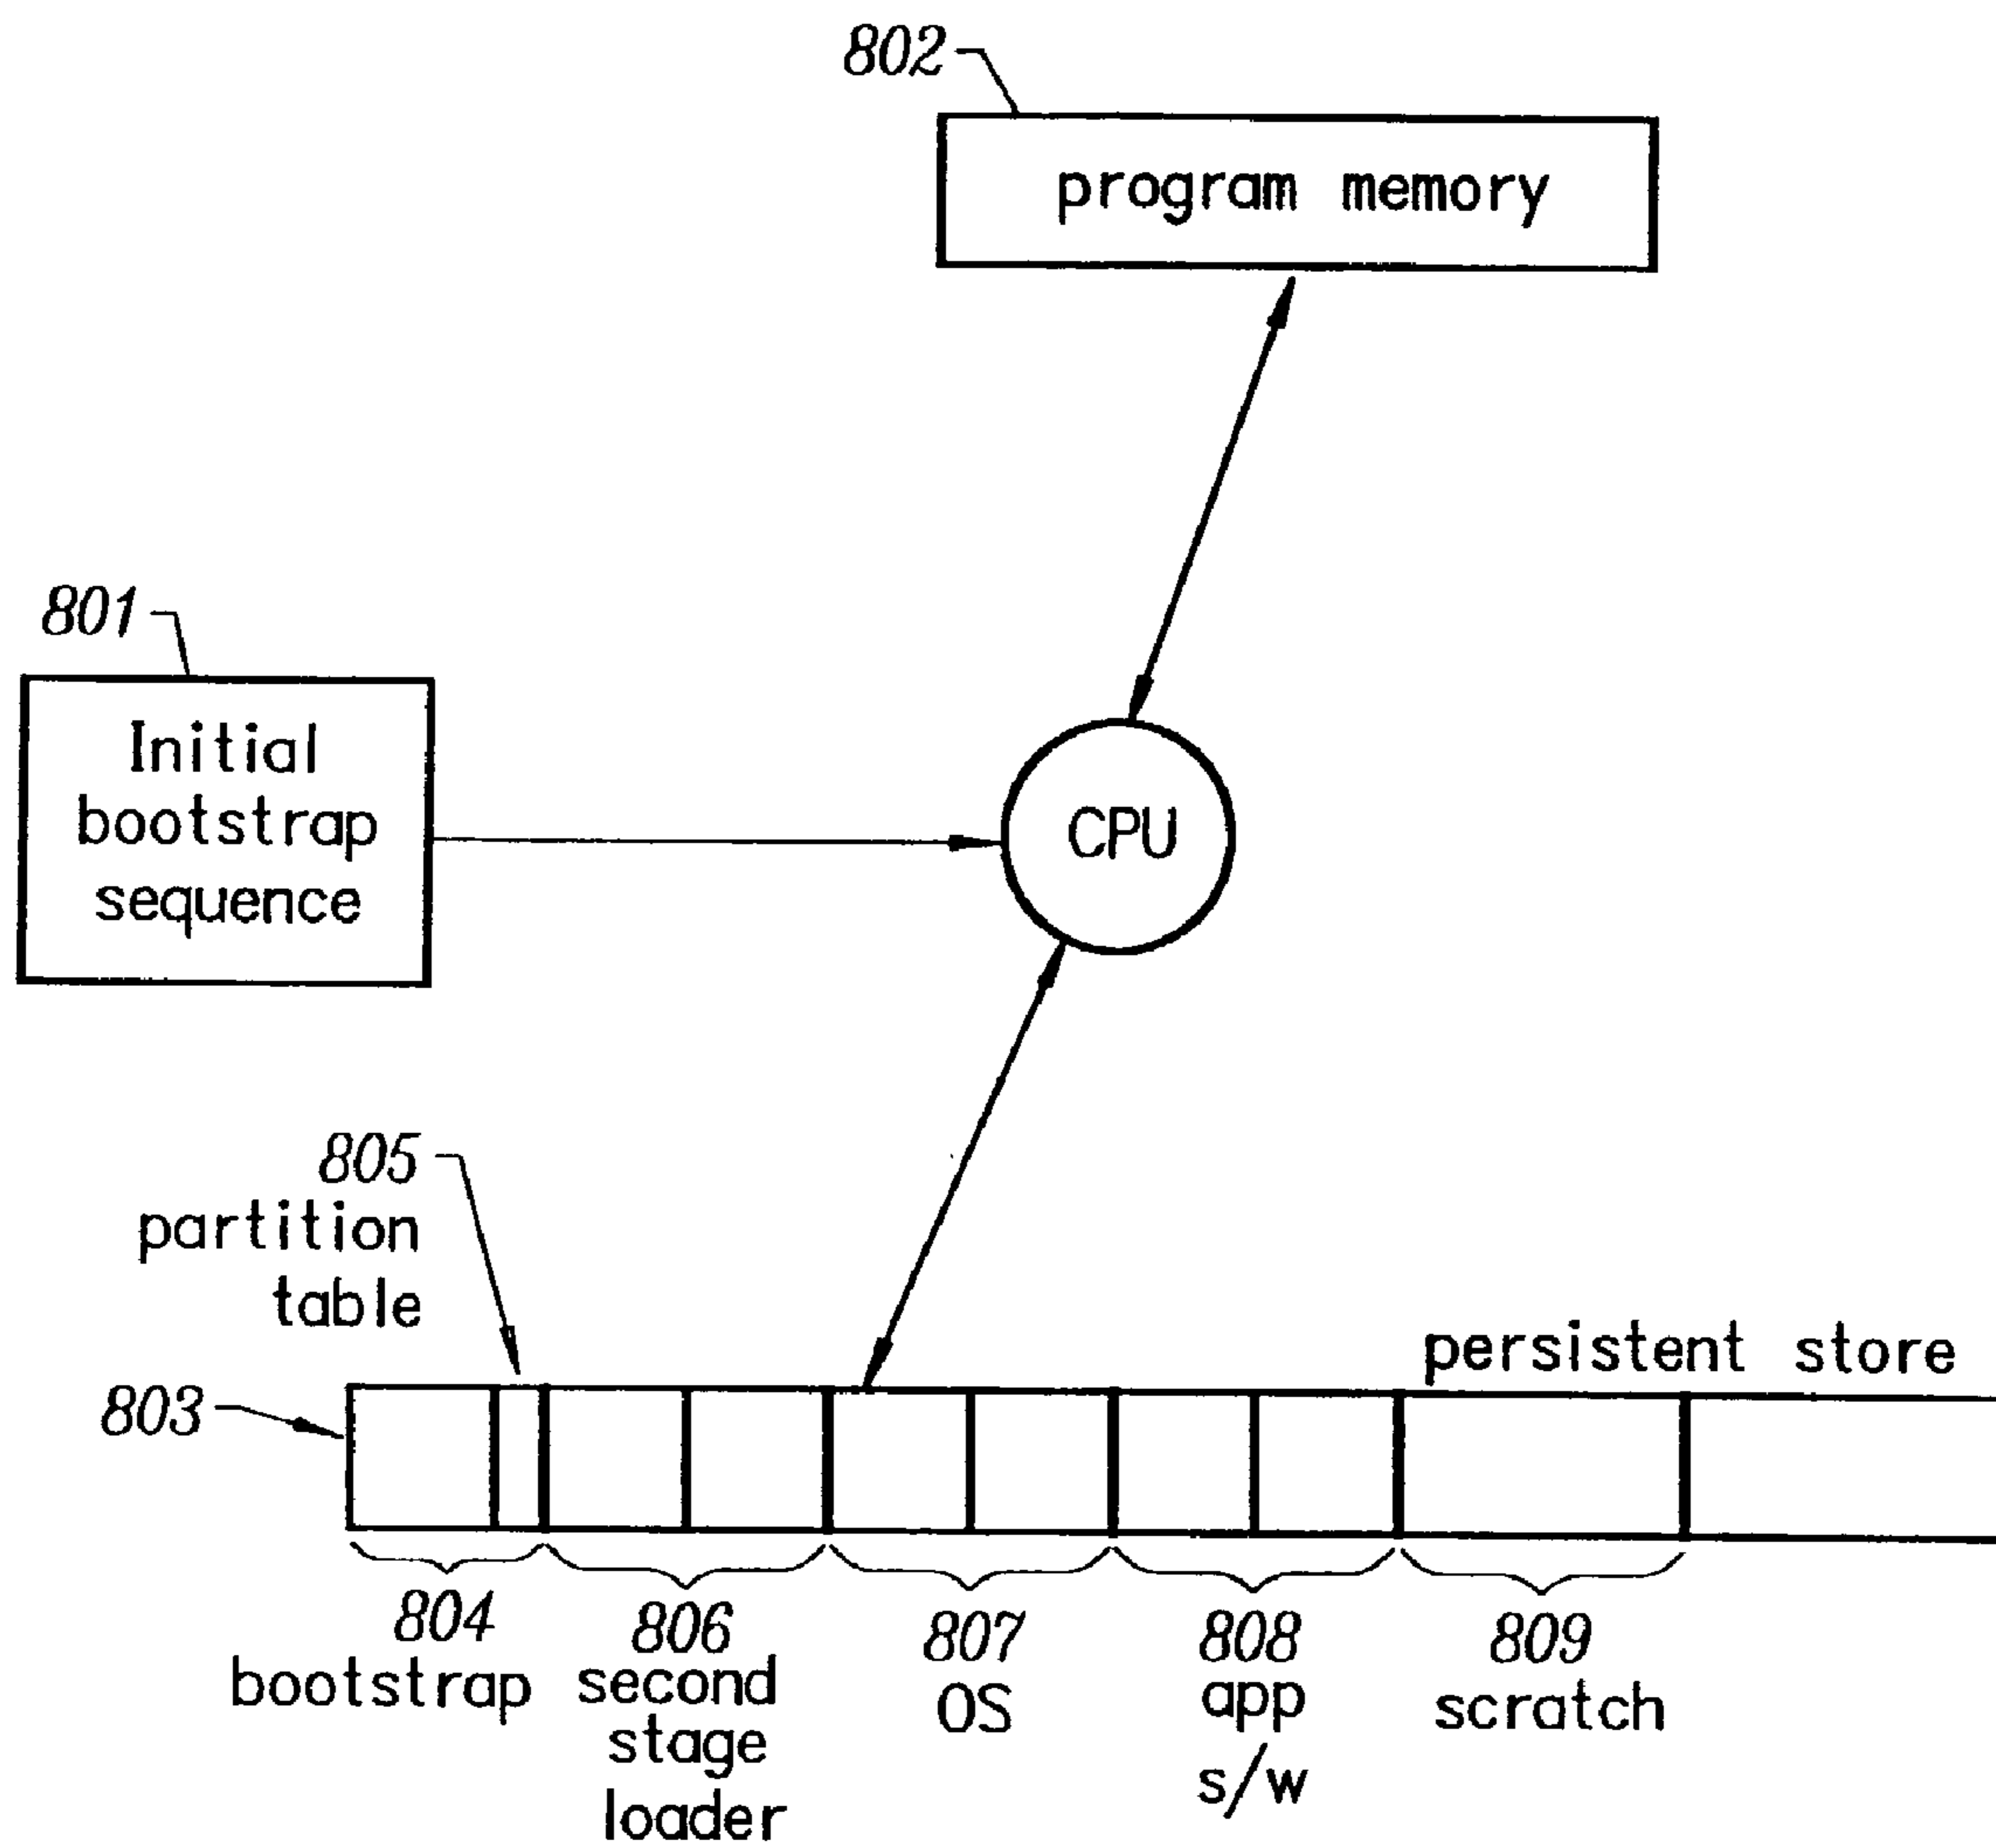 802
program memory
801
Initial
bootstrap
sequence
CPU
805
partition
table
persistent store
803
804
bootstrap
806
second
stage
loader
807
OS
808
app
s/w
809
scratch